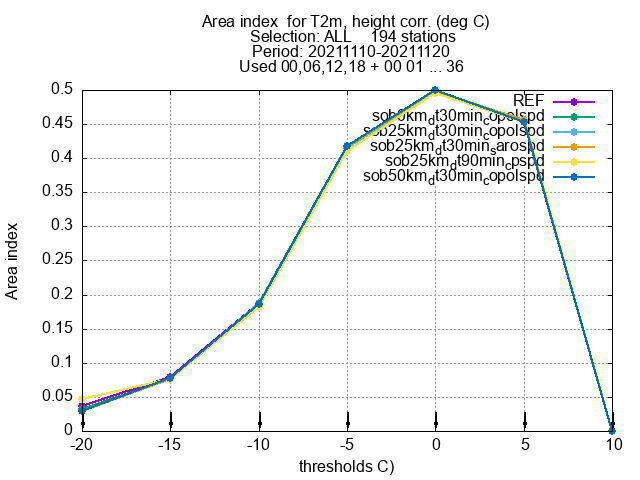 Area index  for T2m, height corr. (deg C)
Selection: ALL    194 stations
Period: 20211110-20211120
Used 00,06,12,18 + 00 01 ... 36
0.5
0.45
0.4
0.35
0.3
0.25
0.2
0.15
0.1
0.05
0
Area index
REF
sob25km_dt30min_copolspd
sob25km_dt30min_sarospd
sob25km_dt90min_cpspd
sob50km_dt30min_copolspd
-20 -15 -10 -5 0 5 10
thresholds C)